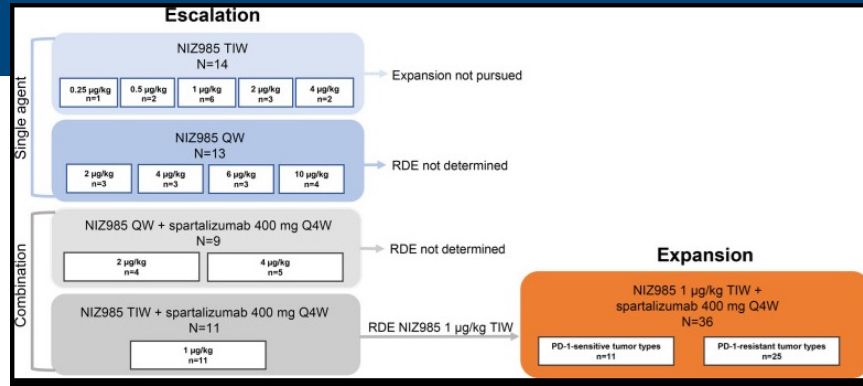 Escalation
Single agent
NIZ985 TIW
N=14
0.25 µg/kg
n=1
0.5 µg/kg
n=2
1 µg/kg
n=6
2 µg/kg
n=3
4 µg/kg
n=2
Expansion not pursued
NIZ985 QW
N=13
2 µg/kg
n=3
4 µg/kg
n=3
6 µg/kg
n=3
10 µg/kg
n=4
RDE not determined
Combination
NIZ985 QW + spartalizumab 400 mg Q4W
N=9
2 µg/kg
n=4
4 µg/kg
n=5
RDE not determined
NIZ985 TIW + spartalizumab 400 mg Q4W
N=11
1 µg/kg
n=11
RDE NIZ985 1 µg/kg TIW
Expansion
NIZ985 1 µg/kg TIW +
spartalizumab 400 mg Q4W
N=36
PD-1-sensitive tumor types
n=11
PD-1-resistant tumor types
n=25